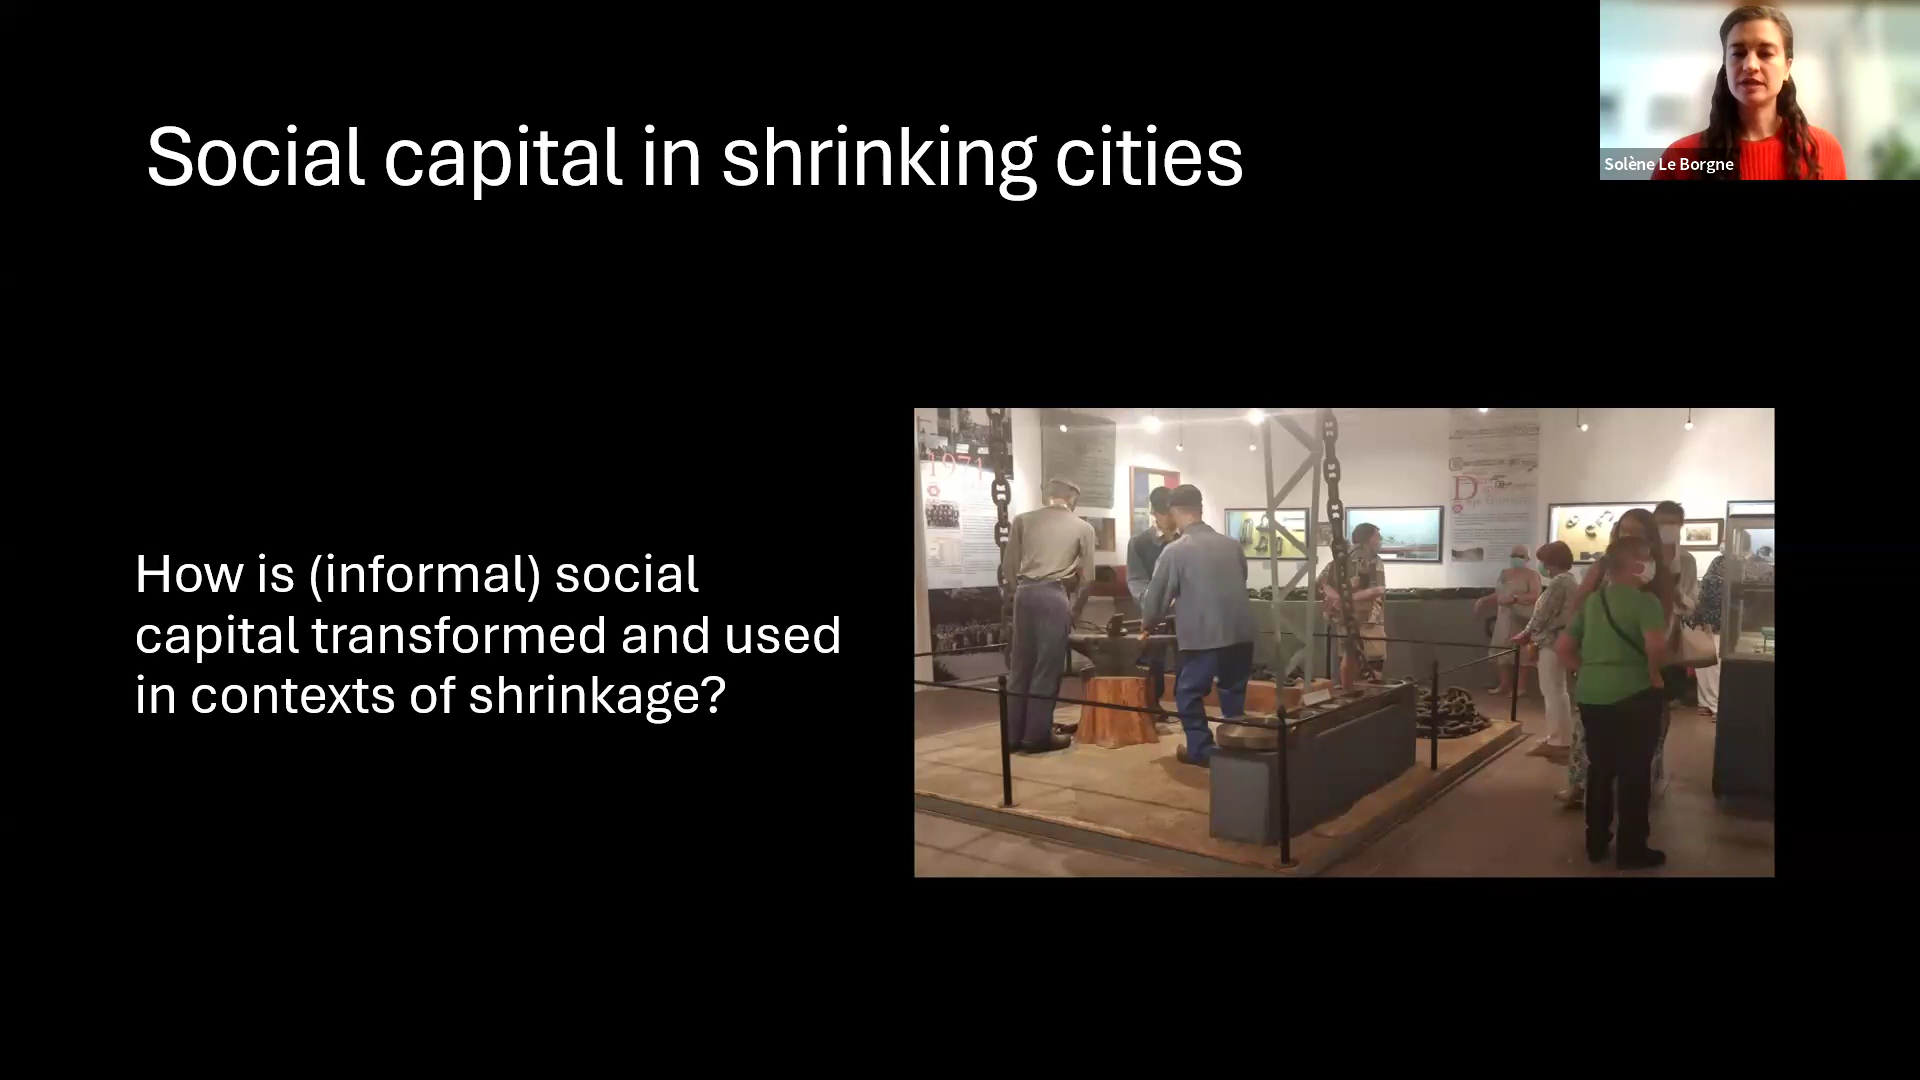 Social capital in shrinking cities
Solène Le Borgne
How is (informal) social
capital transformed and used
in contexts of shrinkage?
1971
D